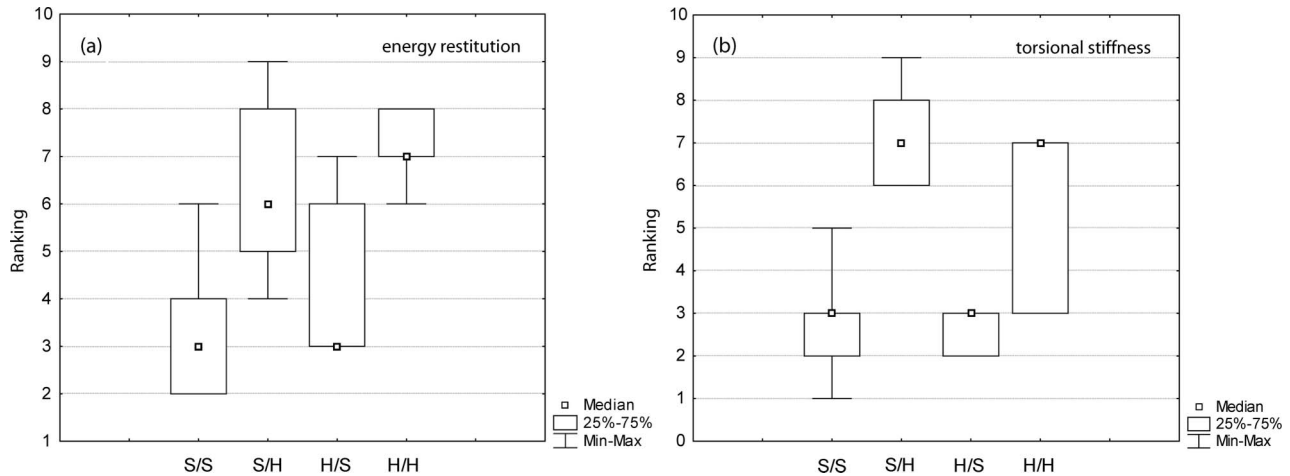 (a)
energy restitution
Ranking
10
9
8
7
6
5
4
3
2
1
S/S
S/H
H/S
H/H
Median
25%-75%
Min-Max
(b)
torsional stiffness
Ranking
10
9
8
7
6
5
4
3
2
1
0
S/S
S/H
H/S
H/H
Median
25%-75%
Min-Max